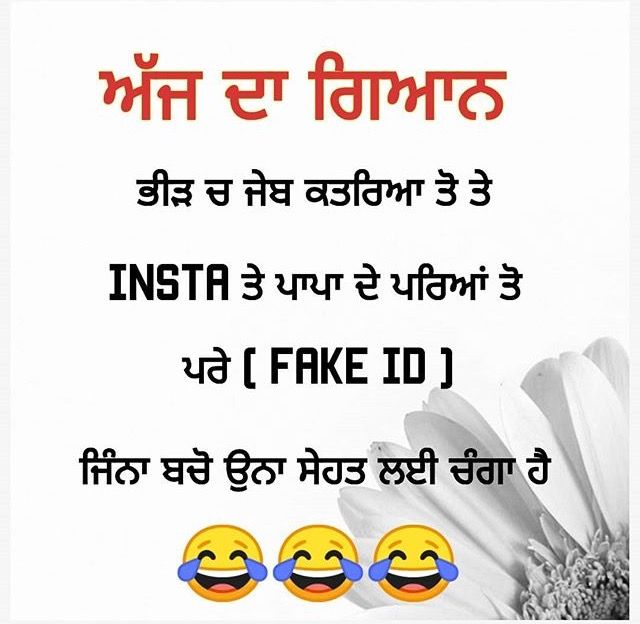 ਅੱਜ ਦਾ ਗਿਆਨ
ਭੀੜ ਚ ਜੇਬ ਕਤਰਿਆ ਤੋ ਤੇ
INSTA ਤੇ ਪਾਪਾ ਦੇ ਪਰਿਆਂ ਤੋ
ਪਰੇ ( FAKE ID )
ਜਿੰਨਾ ਬਚੋ ਉਨਾ ਸੇਹਤ ਲਈ ਚੰਗਾ ਹੈ
😂😂😂